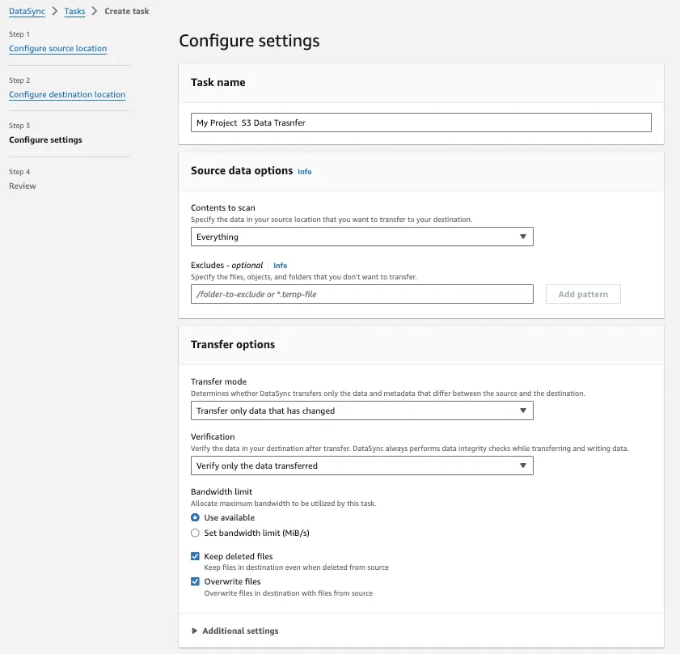 DataSync > Tasks > Create task
Step 1
Configure source location
Step 2
Configure destination location
Step 3
Configure settings
Step 4
Review
Configure settings
Task name
My Project  S3 Data Trasnfer
Source data options Info
Contents to scan
Specify the data in your source location that you want to transfer to your destination.
Everything
Excludes - optional Info
Specify the files, objects, and folders that you don't want to transfer.
/folder-to-exclude or *.temp-file
Add pattern
Transfer options
Transfer mode
Determines whether DataSync transfers only the data and metadata that differ between the source and the destination.
Transfer only data that has changed
Verification
Verify the data in your destination after transfer. DataSync always performs data integrity checks while transferring and writing data.
Verify only the data transferred
Bandwidth limit
Allocate maximum bandwidth to be utilized by this task.
Use available
Set bandwidth limit (MiB/s)
Keep deleted files
Keep files in destination even when deleted from source
Overwrite files
Overwrite files in destination with files from source
Additional settings